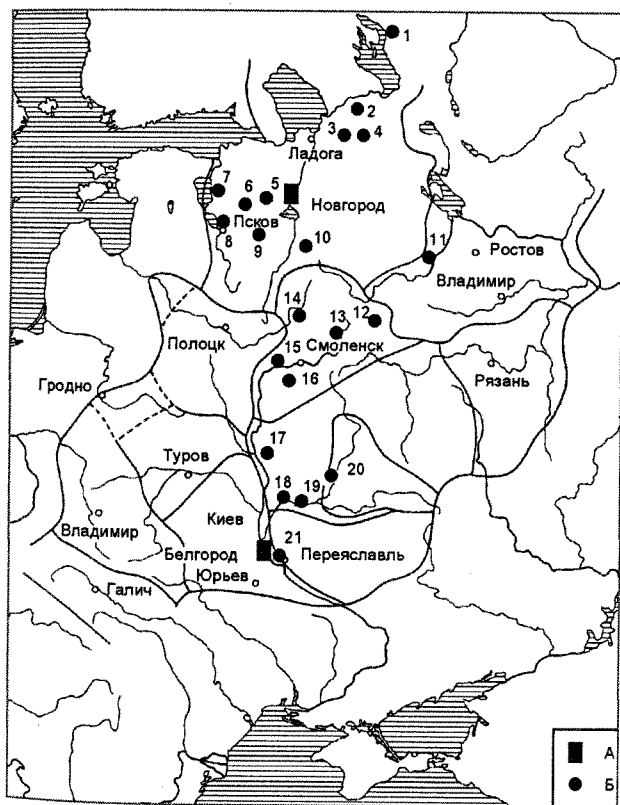 1
2
3
4
Ладога
7
6
5
Новгород
Псков
8
9
10
11
Ростов
Владимир
14
13
12
Смоленск
Полоцк
15
16
Рязань
Гродно
17
Туров
20
18
19
Владимир
Киев
Белгород
21
Переяславль
Юрьев
Галич
А
Б